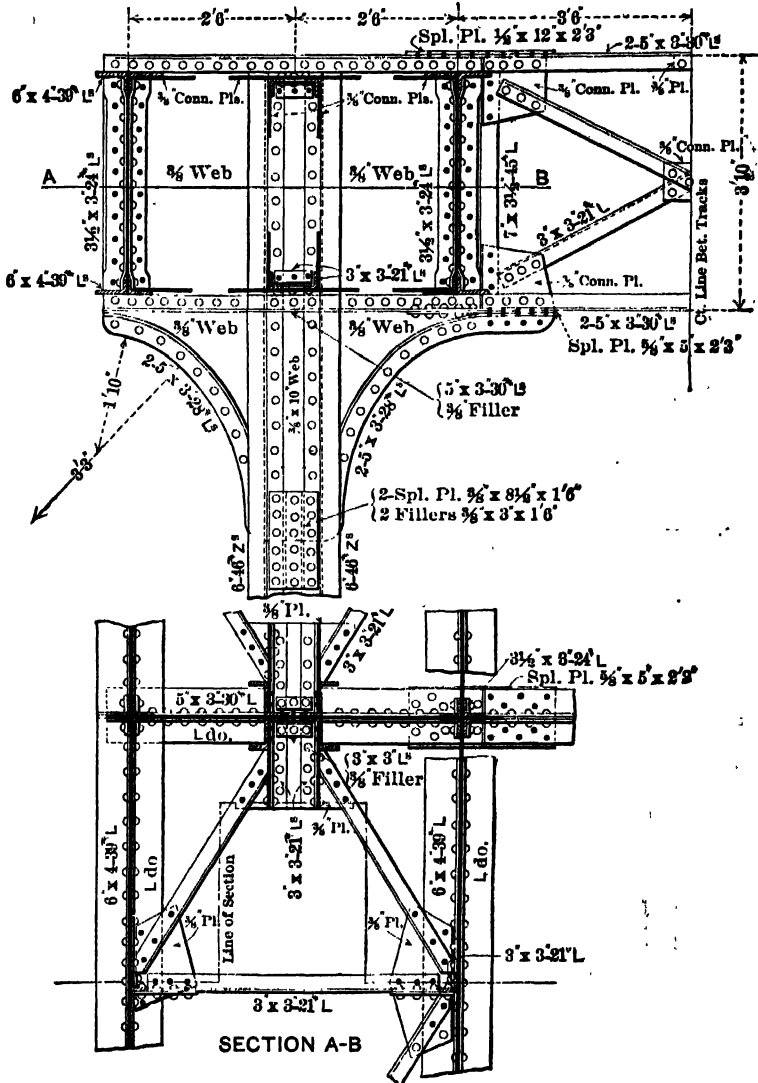 2'6" 2'6" 3'6"
Spl. Pl. ½" x 12" x 2'3"
2-5" x 3"-30# Ls
6" x 4"-39# Ls
⅜" Conn. Pls.
⅜" Conn. Pls.
⅜" Conn. Pl.
⅜" Pl.
⅜" Conn. Pl.
A
⅜ Web
⅜" Web
B
3½" x 3"-24# Ls
3½" x 3"-24# Ls
7" x 3½"-45# L
3" x 3"-21# L
3'10"
Ct. Line Bet. Tracks
6" x 4"-39# Ls
3" x 3"-21# Ls
Conn. Pl.
⅜" Web
⅜" Web
2-5" x 3"-30# Ls
Spl. Pl. ⅜" x 5" x 2'3"
1'10"
2-5" x 3"-28# Ls
3'3"
⅜ x 10 Web
5" x 3"-30# Ls
⅜" Filler
2-5" x 3"-28# Ls
2-Spl. Pl. ⅜" x 8½" x 1'6"
2 Fillers ⅜" x 3" x 1'6"
6"-46# Zs
6"-46# Zs
⅜" Pl.
3" x 3"-21# L
3½" x 3"-24# L
Spl. Pl. ⅜" x 5" x 2'9"
5" x 3"-30# L
L do.
3" x 3" Ls
⅜" Filler
⅜" Pl.
6" x 4"-39# L
L do.
Line of Section
3" x 3"-21# Ls
6" x 4"-39# L
L do.
⅜" Pl.
⅜" Pl.
3" x 3"-21# L
3" x 3"-21# L
SECTION A-B